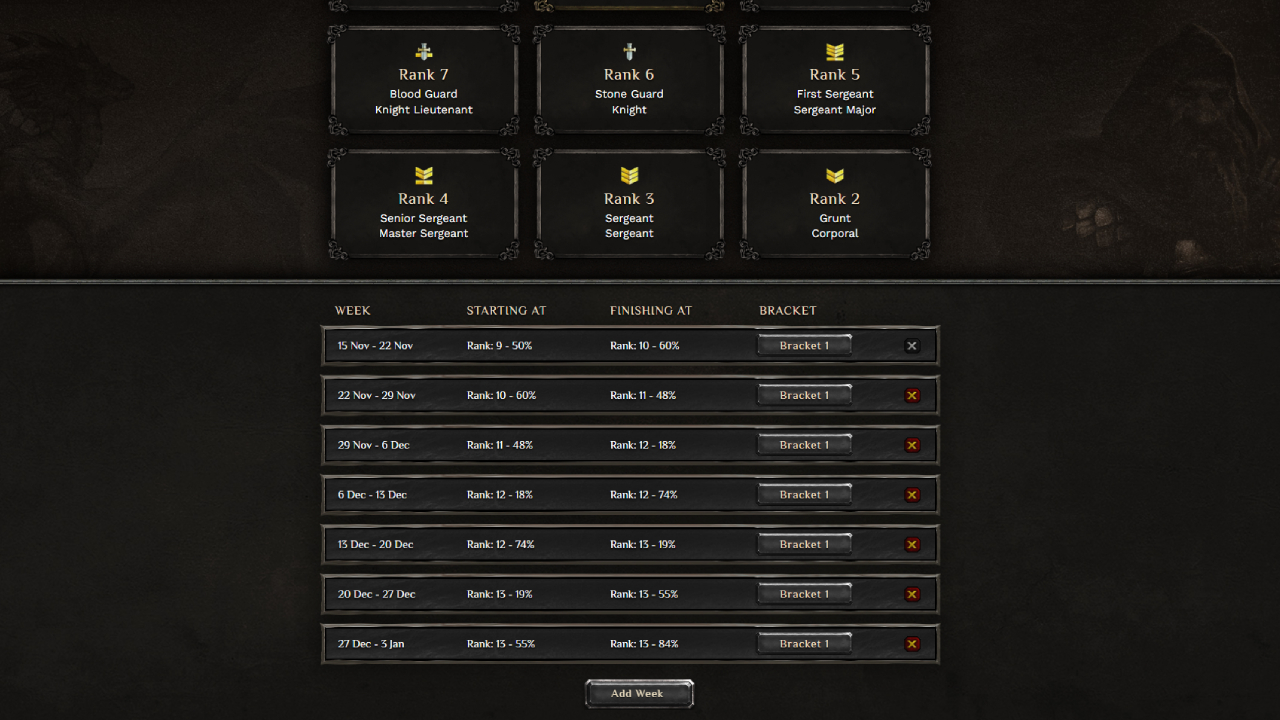 Rank 7
Blood Guard
Knight Lieutenant
Rank 6
Stone Guard
Knight
Rank 5
First Sergeant
Sergeant Major
Rank 4
Senior Sergeant
Master Sergeant
Rank 3
Sergeant
Sergeant
Rank 2
Grunt
Corporal
WEEK STARTING AT FINISHING AT BRACKET
15 Nov - 22 Nov Rank: 9 - 50% Rank: 10 - 60% Bracket 1
22 Nov - 29 Nov Rank: 10 - 60% Rank: 11 - 48% Bracket 1
29 Nov - 6 Dec Rank: 11 - 48% Rank: 12 - 18% Bracket 1
6 Dec - 13 Dec Rank: 12 - 18% Rank: 12 - 74% Bracket 1
13 Dec - 20 Dec Rank: 12 - 74% Rank: 13 - 19% Bracket 1
20 Dec - 27 Dec Rank: 13 - 19% Rank: 13 - 55% Bracket 1
27 Dec - 3 Jan Rank: 13 - 55% Rank: 13 - 84% Bracket 1
Add Week